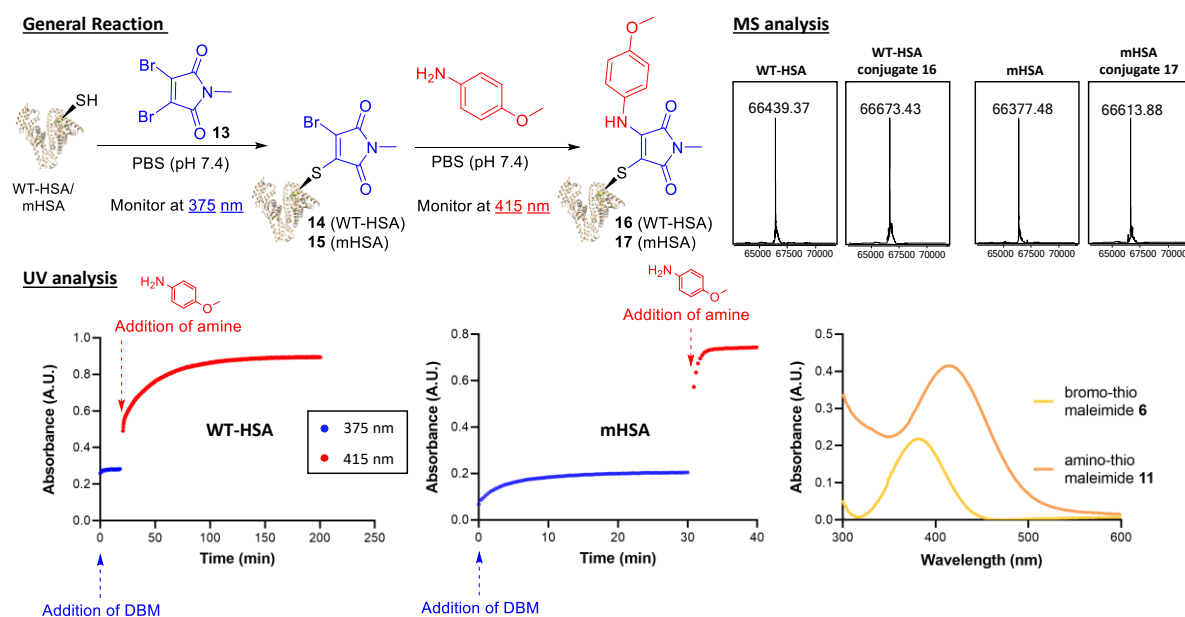 General Reaction
SH
WT-HSA/
mHSA
Br
Br
O
N
O
13
PBS (pH 7.4)
Monitor at 375 nm
Br
O
N
O
S
14 (WT-HSA)
15 (mHSA)
H₂N
O
PBS (pH 7.4)
Monitor at 415 nm
O
HN
O
N
O
S
16 (WT-HSA)
17 (mHSA)
MS analysis
WT-HSA
66439.37
65000 67500 70000
WT-HSA
conjugate 16
66673.43
65000 67500 70000
mHSA
66377.48
65000 67500 70000
mHSA
conjugate 17
66613.88
65000 67500 70000
UV analysis
H₂N
O
Addition of amine
Absorbance (A.U.)
1.0
0.8
0.6
0.4
0.2
0.0
WT-HSA
375 nm
415 nm
0 50 100 150 200 250
Time (min)
Addition of DBM
H₂N
O
Addition of amine
Absorbance (A.U.)
0.8
0.6
0.4
0.2
0.0
mHSA
0 10 20 30 40
Time (min)
Addition of DBM
Absorbance (A.U.)
0.5
0.4
0.3
0.2
0.1
0.0
bromo-thio
maleimide 6
amino-thio
maleimide 11
300 400 500 600
Wavelength (nm)